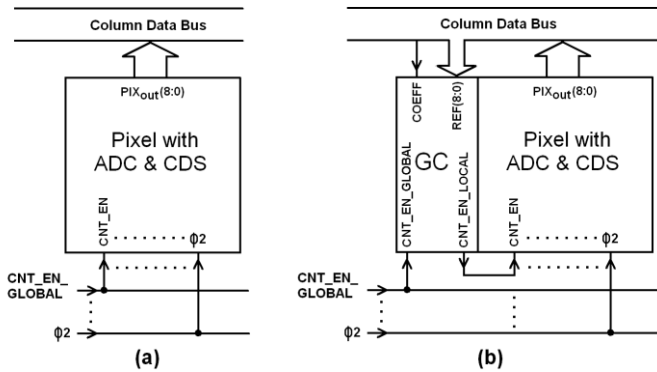 Column Data Bus
PIXout(8:0)
Pixel with
ADC & CDS
CNT_EN
ϕ2
CNT_EN_
GLOBAL
ϕ2
(a)
Column Data Bus
COEFF
REF(8:0)
PIXout(8:0)
GC
Pixel with
ADC & CDS
CNT_EN_GLOBAL
CNT_EN_LOCAL
CNT_EN
ϕ2
CNT_EN_
GLOBAL
ϕ2
(b)